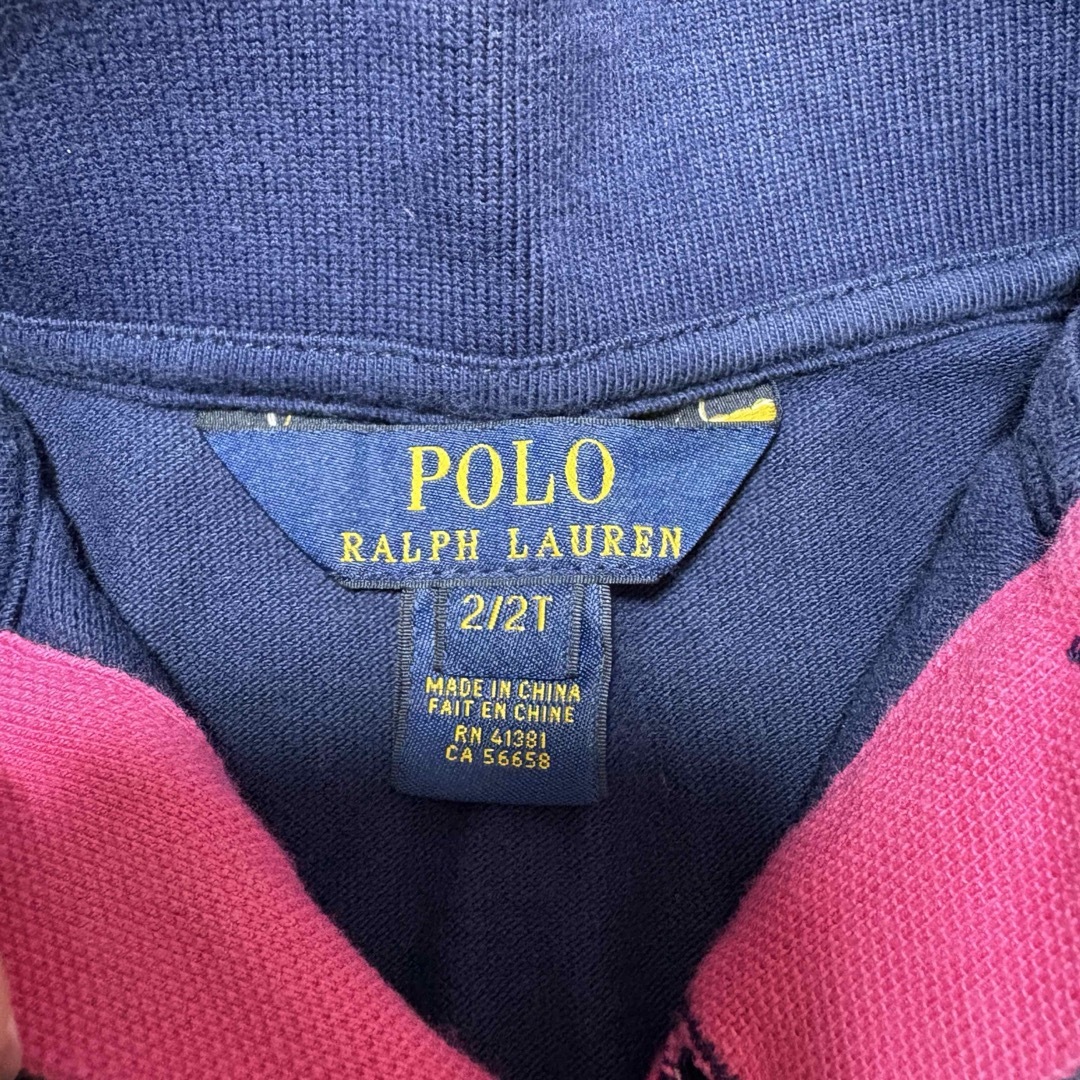 POLO
RALPH LAUREN
2/2T
MADE IN CHINA
FAIT EN CHINE
RN 41381
CA 56658